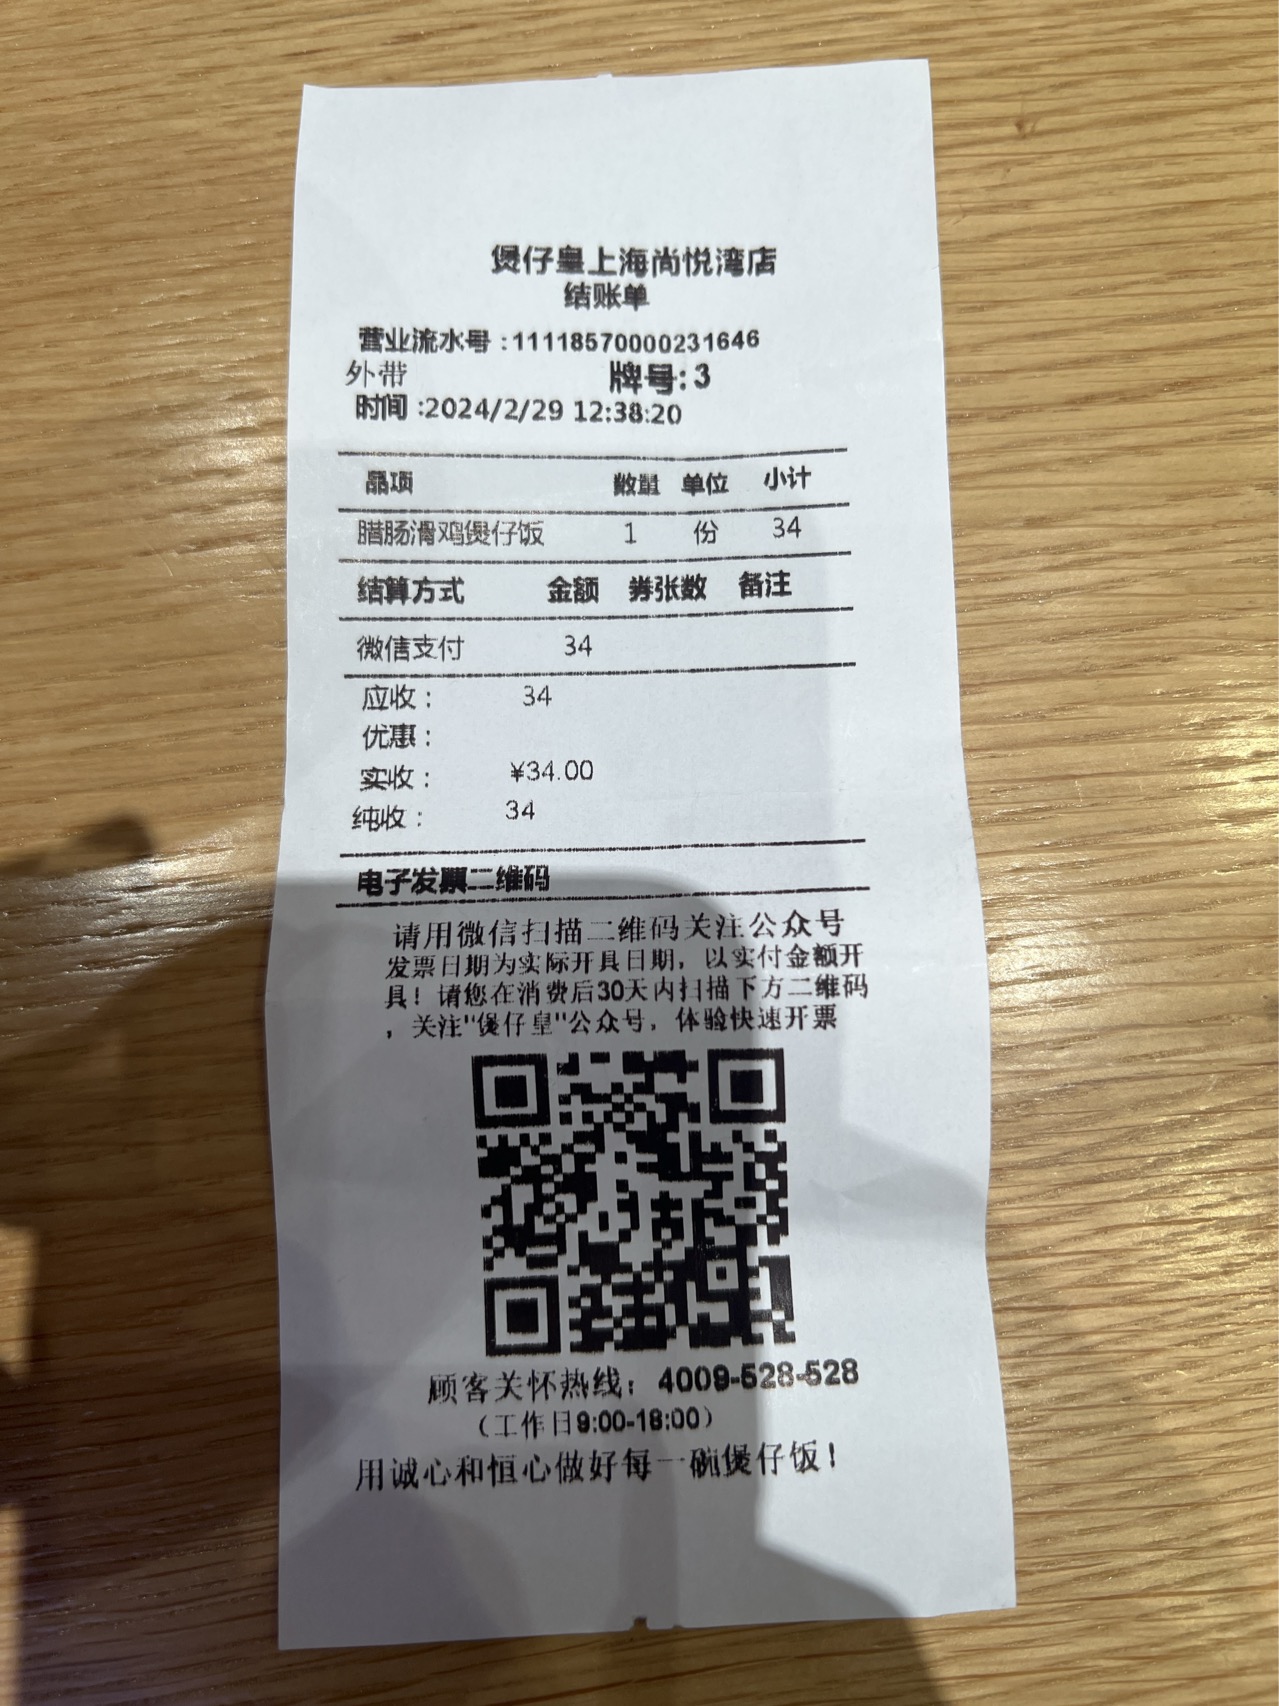 煲仔皇上海尚悦湾店
结账单
营业流水号:11118570000231646
外带 牌号:3
时间:2024/2/29 12:38:20
品项 数量 单位 小计
腊肠滑鸡煲仔饭 1 份 34
结算方式 金额 券张数 备注
微信支付 34
应收: 34
优惠:
实收: ¥34.00
纯收: 34
电子发票二维码
请用微信扫描二维码关注公众号
发票日期为实际开具日期，以实付金额开
具！请您在消费后30天内扫描下方二维码
，关注"煲仔皇"公众号，体验快速开票
顾客关怀热线：4009-528-528
（工作日9:00-18:00）
用诚心和恒心做好每一碗煲仔饭！